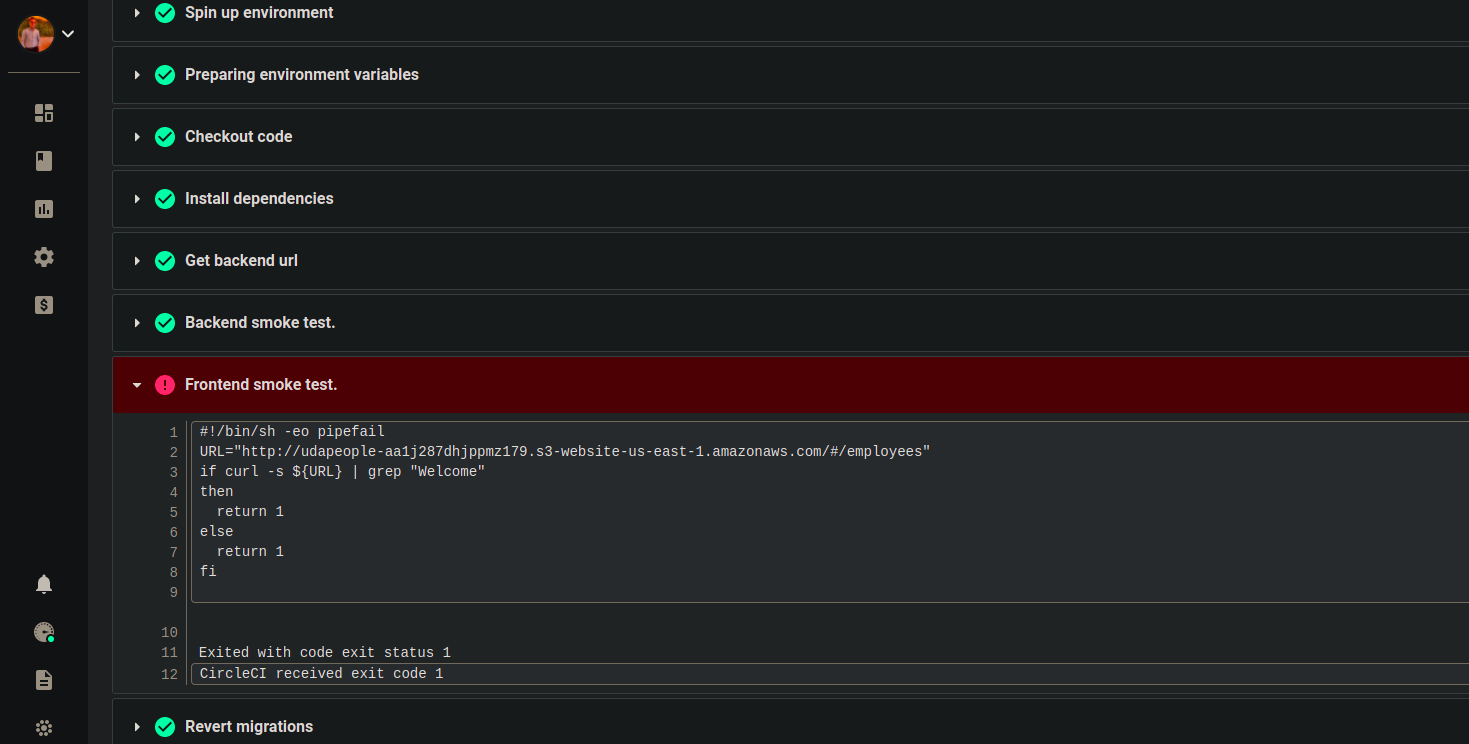 Spin up environment
Preparing environment variables
Checkout code
Install dependencies
Get backend url
Backend smoke test.
Frontend smoke test.
1 #!/bin/sh -eo pipefail
2 URL="http://udapeople-aa1j287dhjppmz179.s3-website-us-east-1.amazonaws.com/#/employees"
3 if curl -s ${URL} | grep "Welcome"
4 then
5   return 1
6 else
7   return 1
8 fi
9
10
11 Exited with code exit status 1
12 CircleCI received exit code 1
Revert migrations